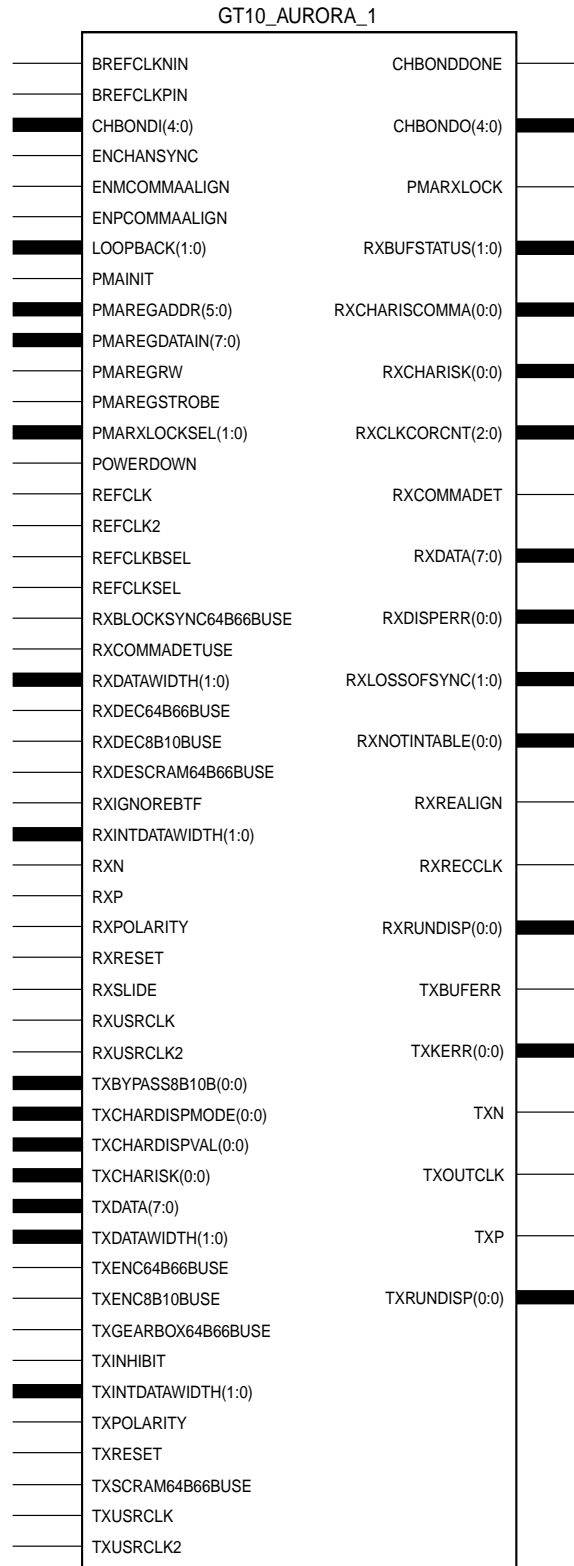 GT10_AURORA_1
BREFCLKNIN
CHBONDDONE
BREFCLKPIN
CHBONDI(4:0)
CHBONDO(4:0)
ENCHANSYNC
ENMCOMMAALIGN
PMARXLOCK
ENPCOMMAALIGN
LOOPBACK(1:0)
RXBUFSTATUS(1:0)
PMAINIT
PMAREGADDR(5:0)
RXCHARISCOMMA(0:0)
PMAREGDATAIN(7:0)
PMAREGRW
RXCHARISK(0:0)
PMAREGSTROBE
PMARXLOCKSEL(1:0)
RXCLKCORCNT(2:0)
POWERDOWN
REFCLK
RXCOMMADET
REFCLK2
REFCLKBSEL
RXDATA(7:0)
REFCLKSEL
RXBLOCKSYNC64B66BUSE
RXDISPERR(0:0)
RXCOMMADETUSE
RXDATAWIDTH(1:0)
RXLOSSOFSYNC(1:0)
RXDEC64B66BUSE
RXDEC8B10BUSE
RXNOTINTABLE(0:0)
RXDESCRAM64B66BUSE
RXIGNOREBTF
RXREALIGN
RXINTDATAWIDTH(1:0)
RXN
RXRECCLK
RXP
RXPOLARITY
RXRUNDISP(0:0)
RXRESET
RXSLIDE
TXBUFERR
RXUSRCLK
RXUSRCLK2
TXKERR(0:0)
TXBYPASS8B10B(0:0)
TXCHARDISPMODE(0:0)
TXN
TXCHARDISPVAL(0:0)
TXCHARISK(0:0)
TXOUTCLK
TXDATA(7:0)
TXDATAWIDTH(1:0)
TXP
TXENC64B66BUSE
TXENC8B10BUSE
TXRUNDISP(0:0)
TXGEARBOX64B66BUSE
TXINHIBIT
TXINTDATAWIDTH(1:0)
TXPOLARITY
TXRESET
TXSCRAM64B66BUSE
TXUSRCLK
TXUSRCLK2